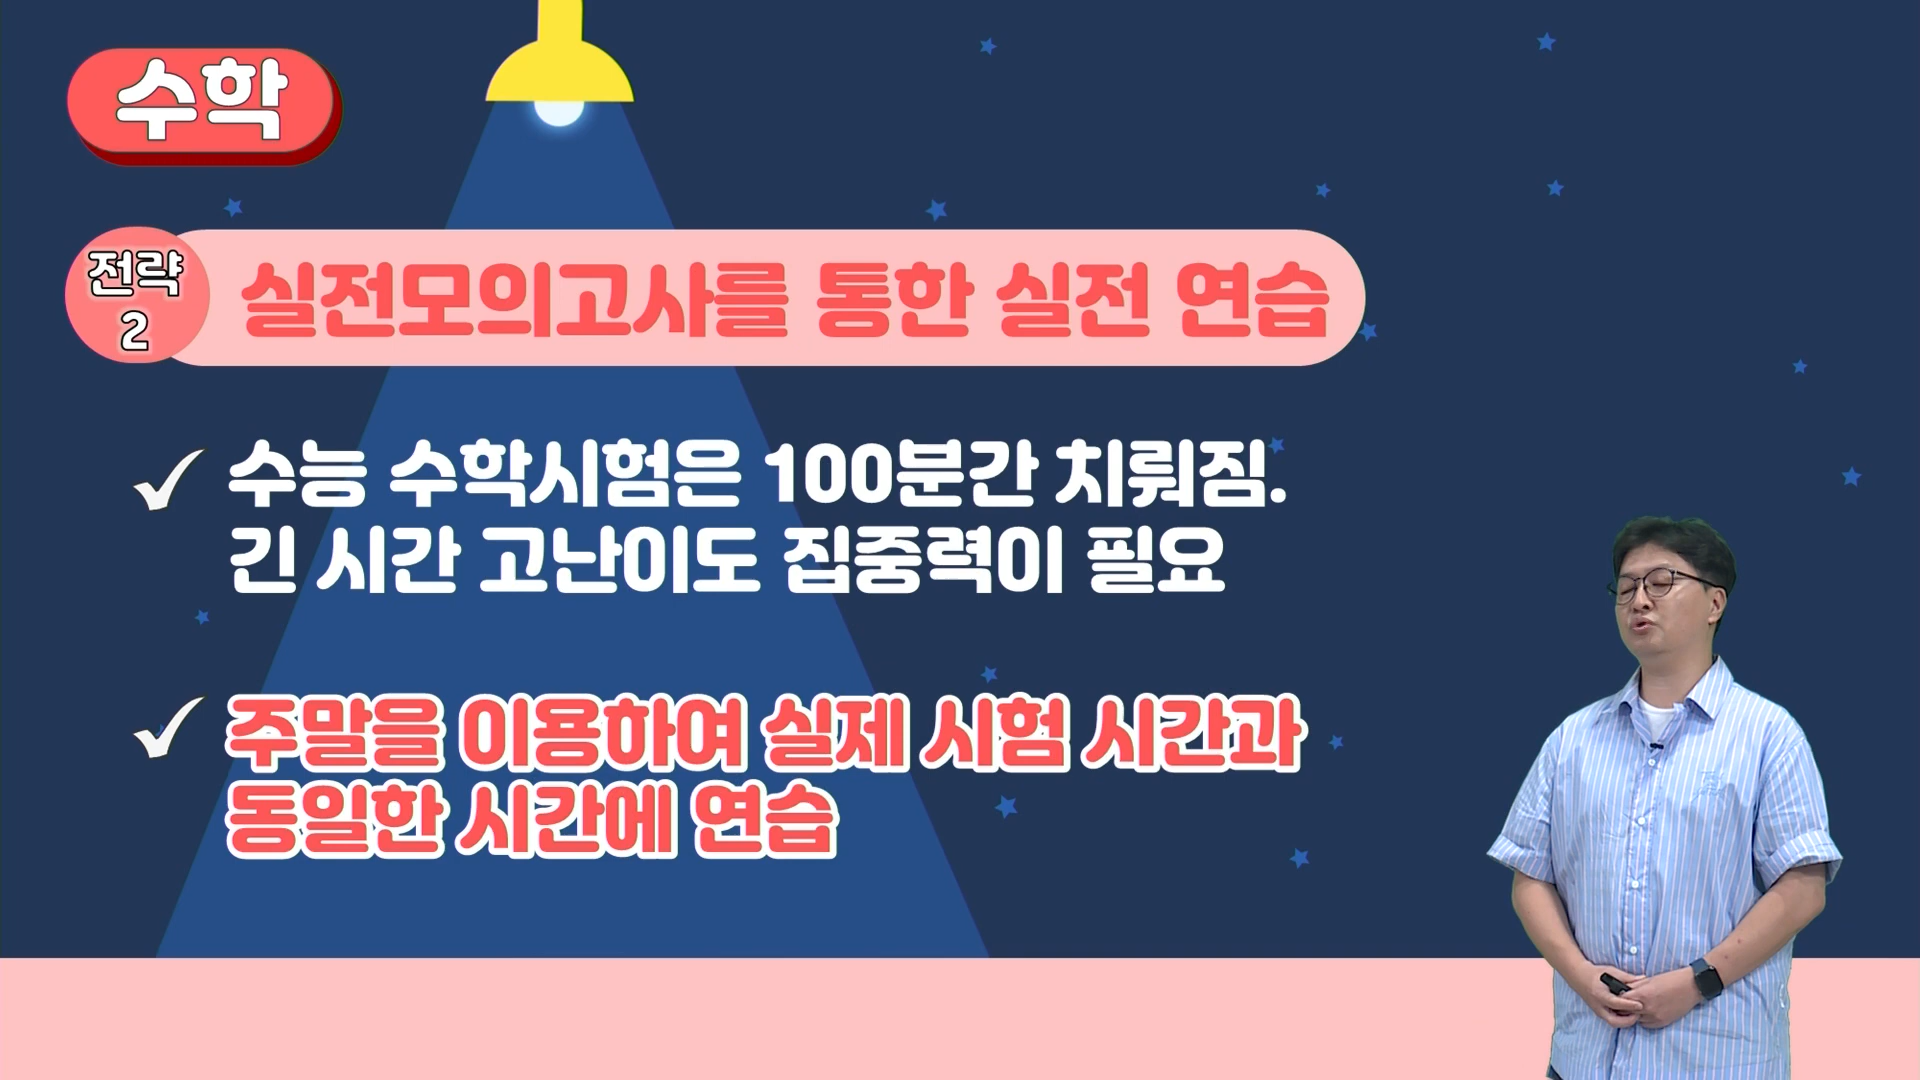 수학
전략
2
실전모의고사를 통한 실전 연습
수능 수학시험은 100분간 치뤄짐.
긴 시간 고난이도 집중력이 필요
주말을 이용하여 실제 시험 시간과
동일한 시간에 연습